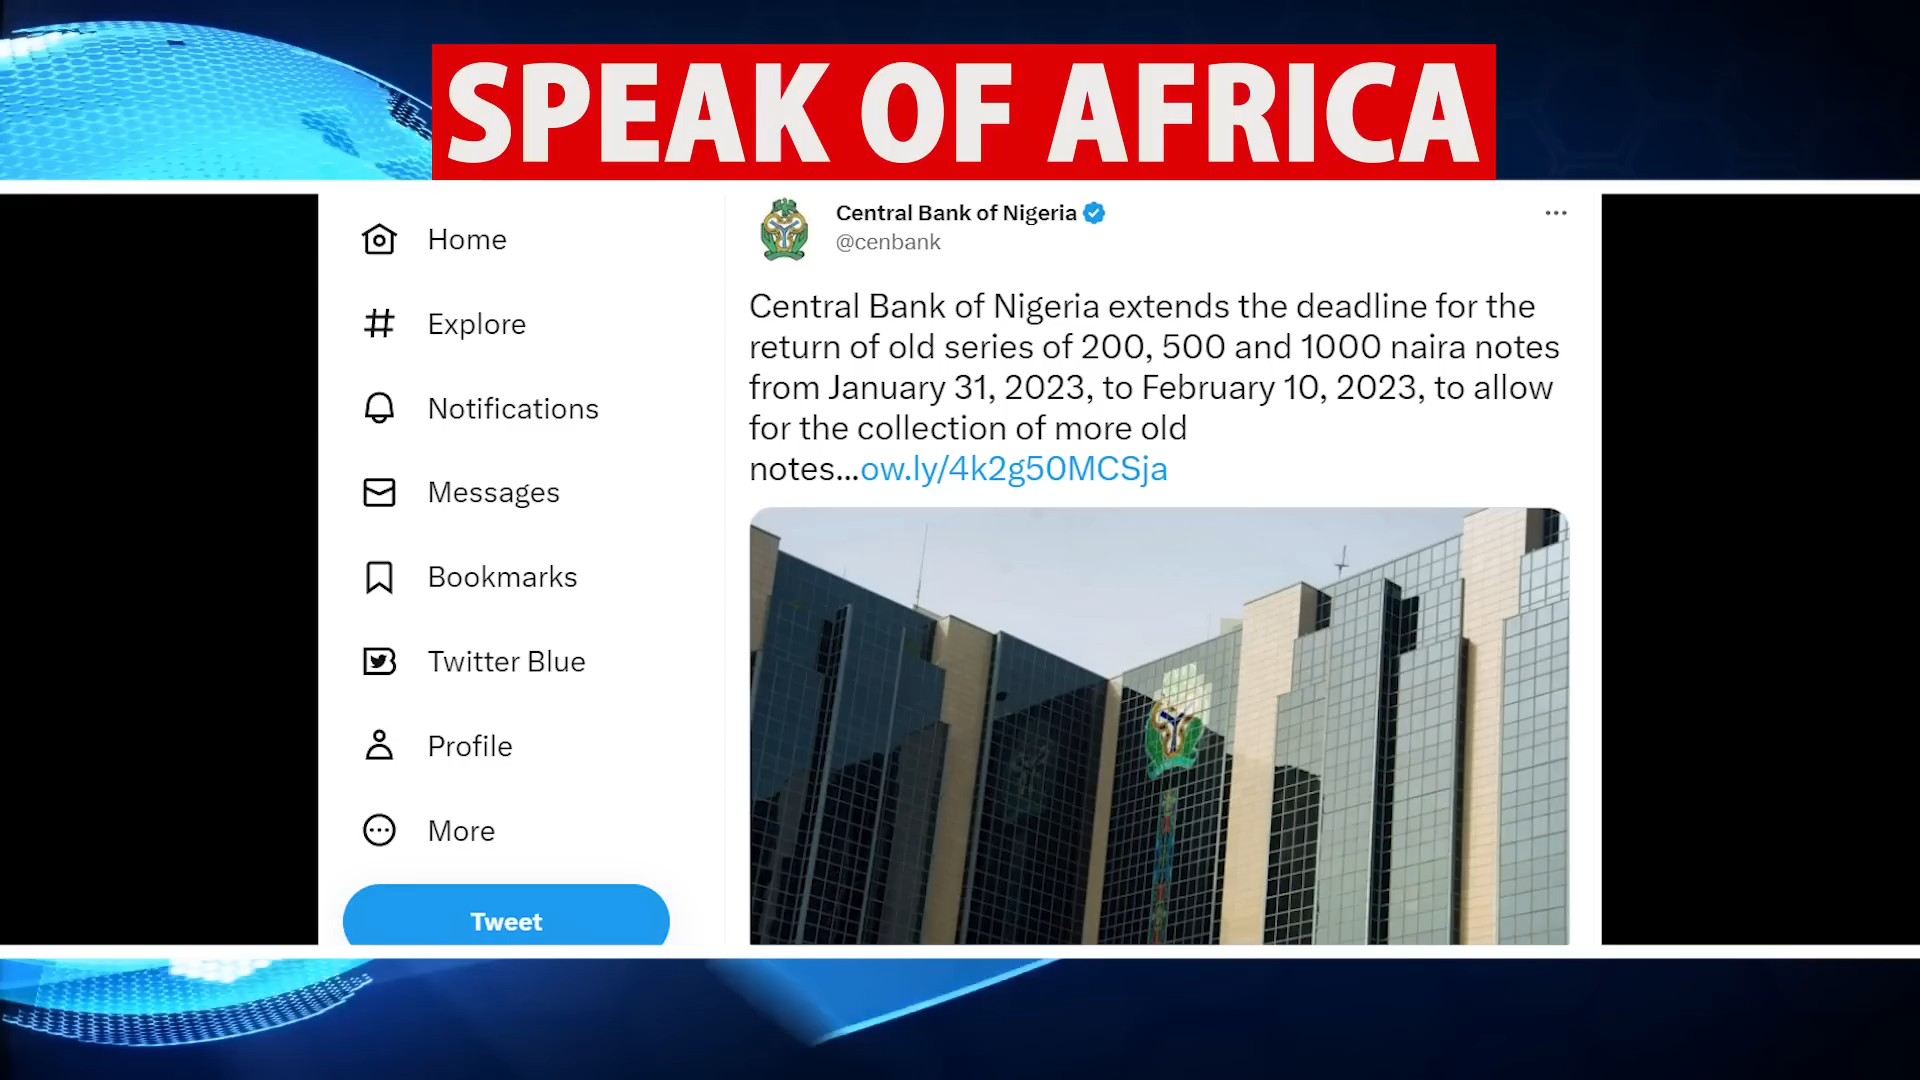 SPEAK OF AFRICA
Home
Explore
Notifications
Messages
Bookmarks
Twitter Blue
Profile
More
Tweet
Central Bank of Nigeria
@cenbank
Central Bank of Nigeria extends the deadline for the
return of old series of 200, 500 and 1000 naira notes
from January 31, 2023, to February 10, 2023, to allow
for the collection of more old
notes...ow.ly/4k2g50MCSja